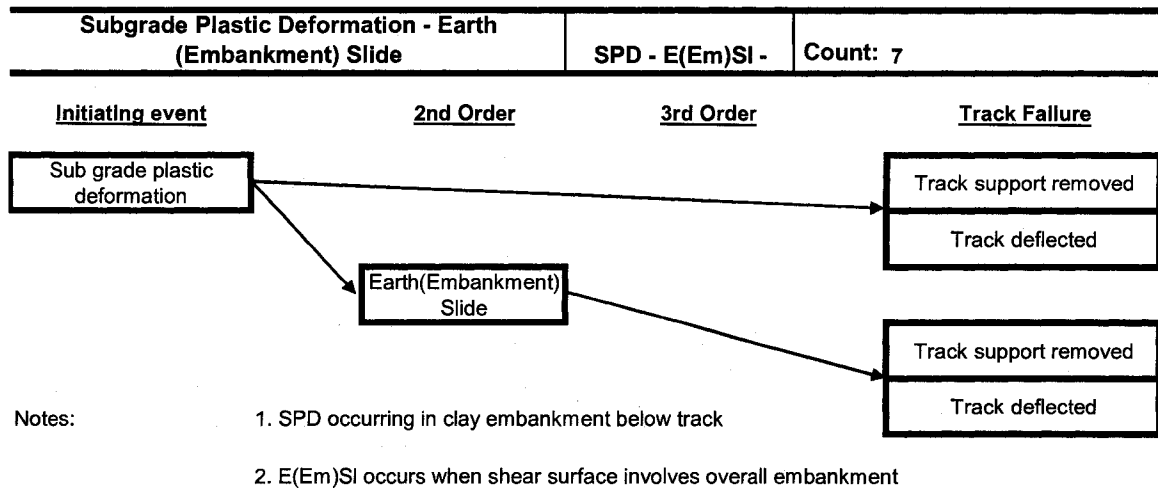 Subgrade Plastic Deformation - Earth
(Embankment) Slide
SPD - E(Em)Sl -
Count: 7
Initiating event
2nd Order
3rd Order
Track Failure
Sub grade plastic
deformation
Track support removed
Track deflected
Earth(Embankment)
Slide
Track support removed
Track deflected
Notes:
1. SPD occurring in clay embankment below track
2. E(Em)Sl occurs when shear surface involves overall embankment